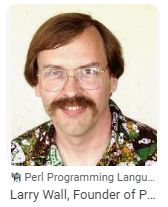 Perl Programming Langu...
Larry Wall, Founder of P...